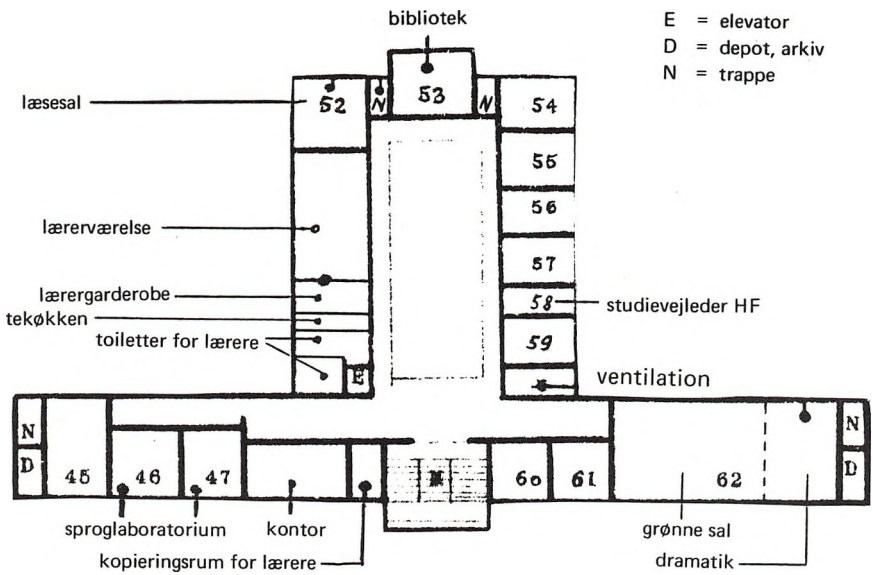 bibliotek
E = elevator
D = depot, arkiv
N = trappe
læsesal
52
N
53
N
54
55
lærerværelse
56
57
lærergarderobe
58
studievejleder HF
tekøkken
toiletter for lærere
59
E
ventilation
N
N
D
45
46
47
N
60
61
62
D
sproglaboratorium
kontor
grønne sal
kopieringsrum for lærere
dramatik